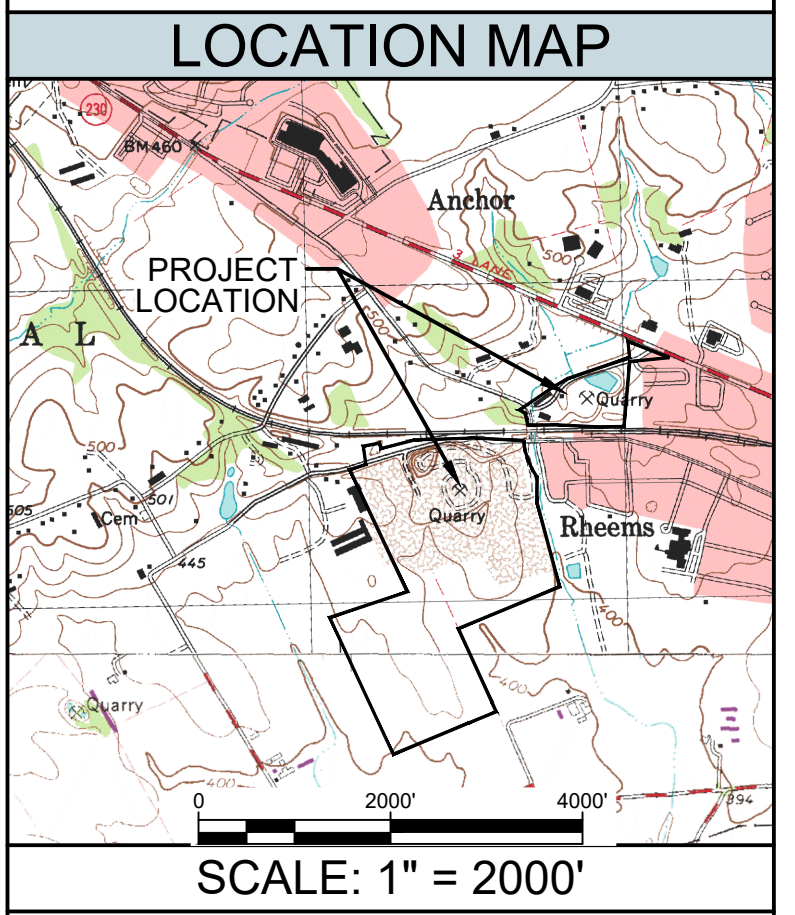 LOCATION MAP
230
BM460
Anchor
3 LANE
500
PROJECT
LOCATION
500
A L
Quarry
500
501
505
Cem
Quarry
Rheems
445
400
400
Quarry
400
394
0 2000' 4000'
SCALE: 1" = 2000'